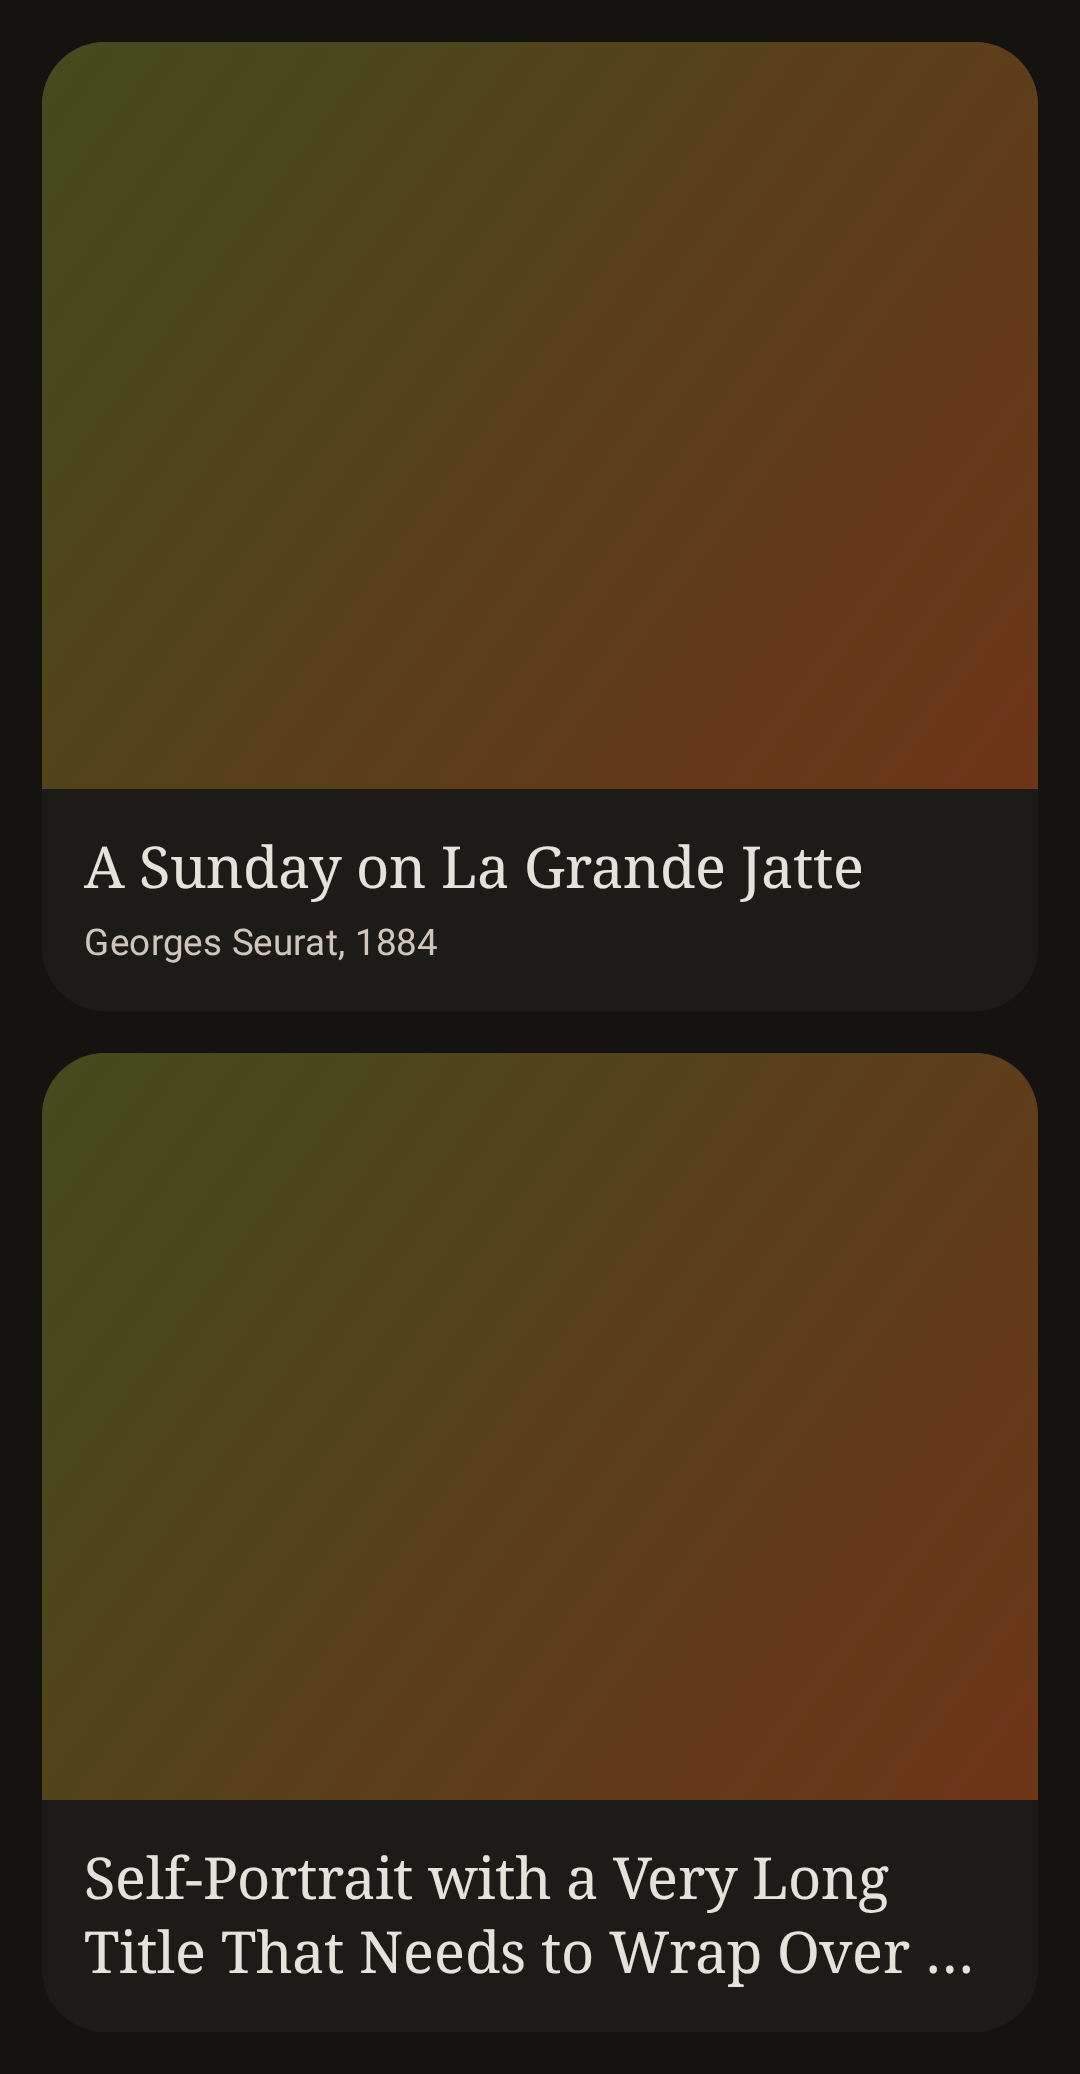 A Sunday on La Grande Jatte
Georges Seurat, 1884
Self-Portrait with a Very Long
Title That Needs to Wrap Over …